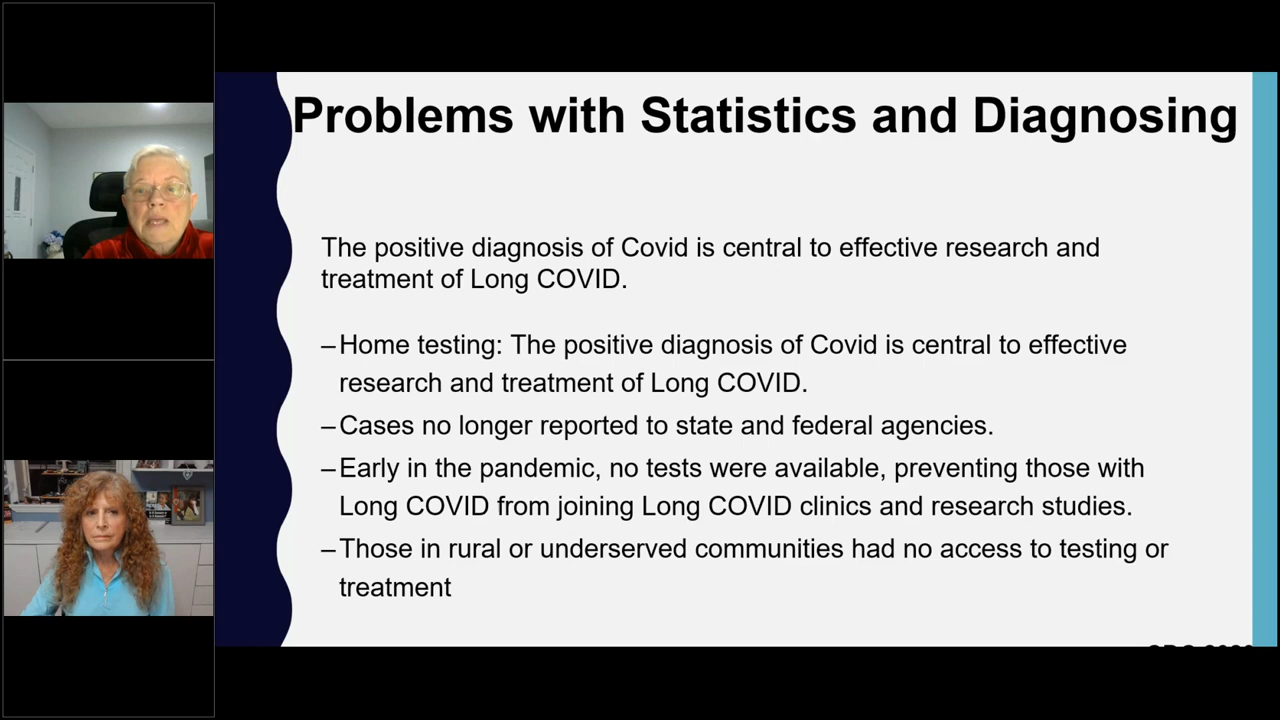 Problems with Statistics and Diagnosing
The positive diagnosis of Covid is central to effective research and
treatment of Long COVID.
–Home testing: The positive diagnosis of Covid is central to effective
research and treatment of Long COVID.
–Cases no longer reported to state and federal agencies.
–Early in the pandemic, no tests were available, preventing those with
Long COVID from joining Long COVID clinics and research studies.
–Those in rural or underserved communities had no access to testing or
treatment